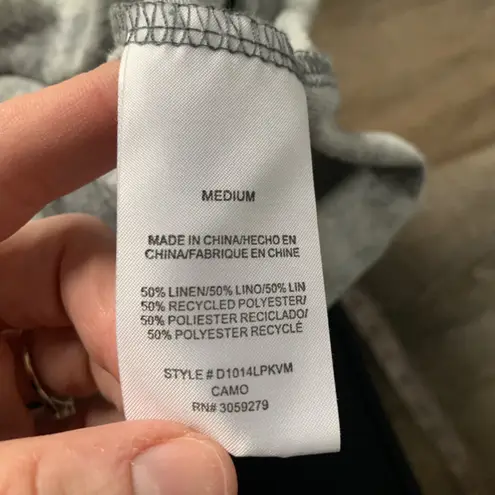 MEDIUM
MADE IN CHINA/HECHO EN
CHINA/FABRIQUE EN CHINE
50% LINEN/50% LINO/50% LIN
50% RECYCLED POLYESTER/
50% POLIESTER RECICLADO/
50% POLYESTER RECYCLÉ
STYLE # D1014LPKVM
CAMO
RN# 3059279